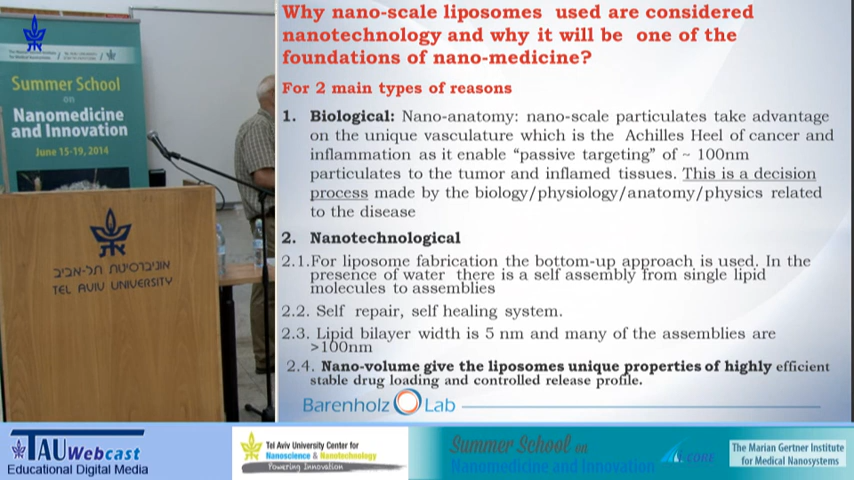 Summer School
on
Nanomedicine
and Innovation
June 15-19, 2014
אוניברסיטת תל-אביב
TEL AVIV UNIVERSITY
Why nano-scale liposomes used are considered
nanotechnology and why it will be one of the
foundations of nano-medicine?
For 2 main types of reasons
1. Biological: Nano-anatomy: nano-scale particulates take advantage
on the unique vasculature which is the Achilles Heel of cancer and
inflammation as it enable “passive targeting” of ~ 100nm
particulates to the tumor and inflamed tissues. This is a decision
process made by the biology/physiology/anatomy/physics related
to the disease
2. Nanotechnological
2.1.For liposome fabrication the bottom-up approach is used. In the
presence of water there is a self assembly from single lipid
molecules to assemblies
2.2. Self repair, self healing system.
2.3. Lipid bilayer width is 5 nm and many of the assemblies are
>100nm
2.4. Nano-volume give the liposomes unique properties of highly efficient
stable drug loading and controlled release profile.
Barenholz Lab
TAU Webcast
Educational Digital Media
Tel Aviv University Center for
Nanoscience & Nanotechnology
Powering Innovation
Summer School on
Nanomedicine and Innovation
The Marian Gertner Institute
for Medical Nanosystems